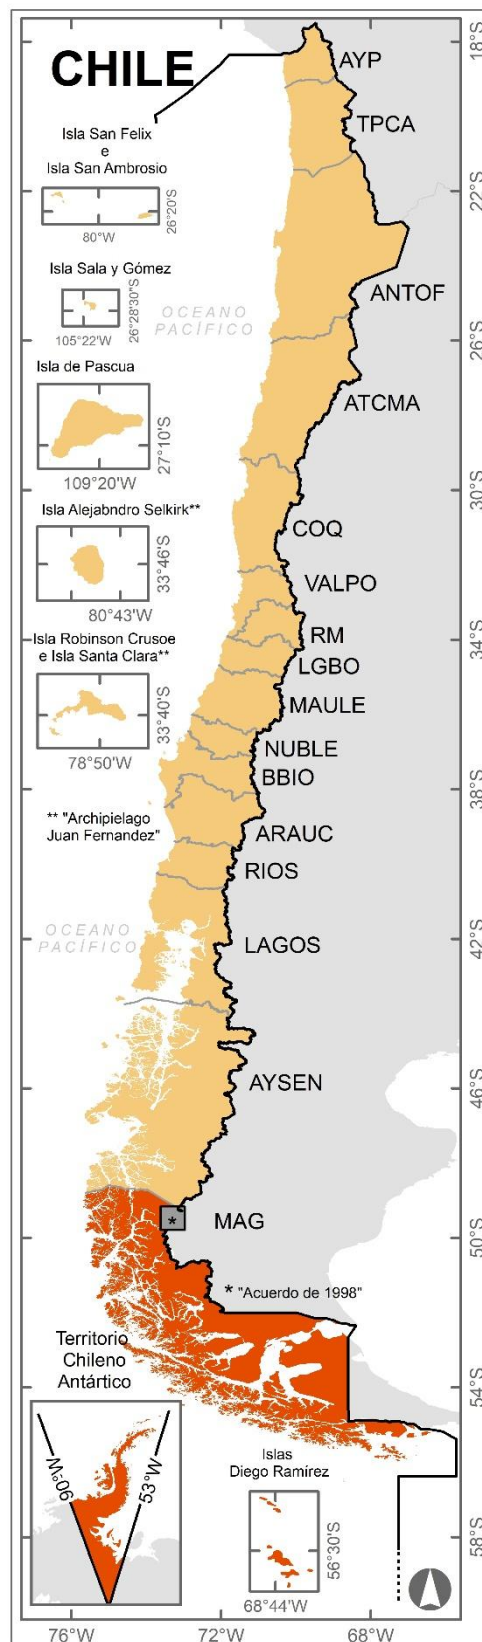 CHILE
Isla San Felix
e
Isla San Ambrosio
26°20'S
80°W
Isla Sala y Gómez
26°28'30"S
105°22'W
Isla de Pascua
27°10'S
109°20'W
Isla Alejabndro Selkirk**
33°46'S
80°43'W
Isla Robinson Crusoe
e Isla Santa Clara**
33°40'S
78°50'W
** "Archipielago
Juan Fernandez"
OCEANO
PACÍFICO
OCEANO
PACÍFICO
AYP
TPCA
ANTOF
ATCMA
COQ
VALPO
RM
LGBO
MAULE
NUBLE
BBIO
ARAUC
RIOS
LAGOS
AYSEN
*
MAG
* "Acuerdo de 1998"
Territorio
Chileno
Antártico
90°W
53°W
Islas
Diego Ramírez
56°30'S
68°44'W
18°S
22°S
26°S
30°S
34°S
38°S
42°S
46°S
50°S
54°S
58°S
76°W
72°W
68°W